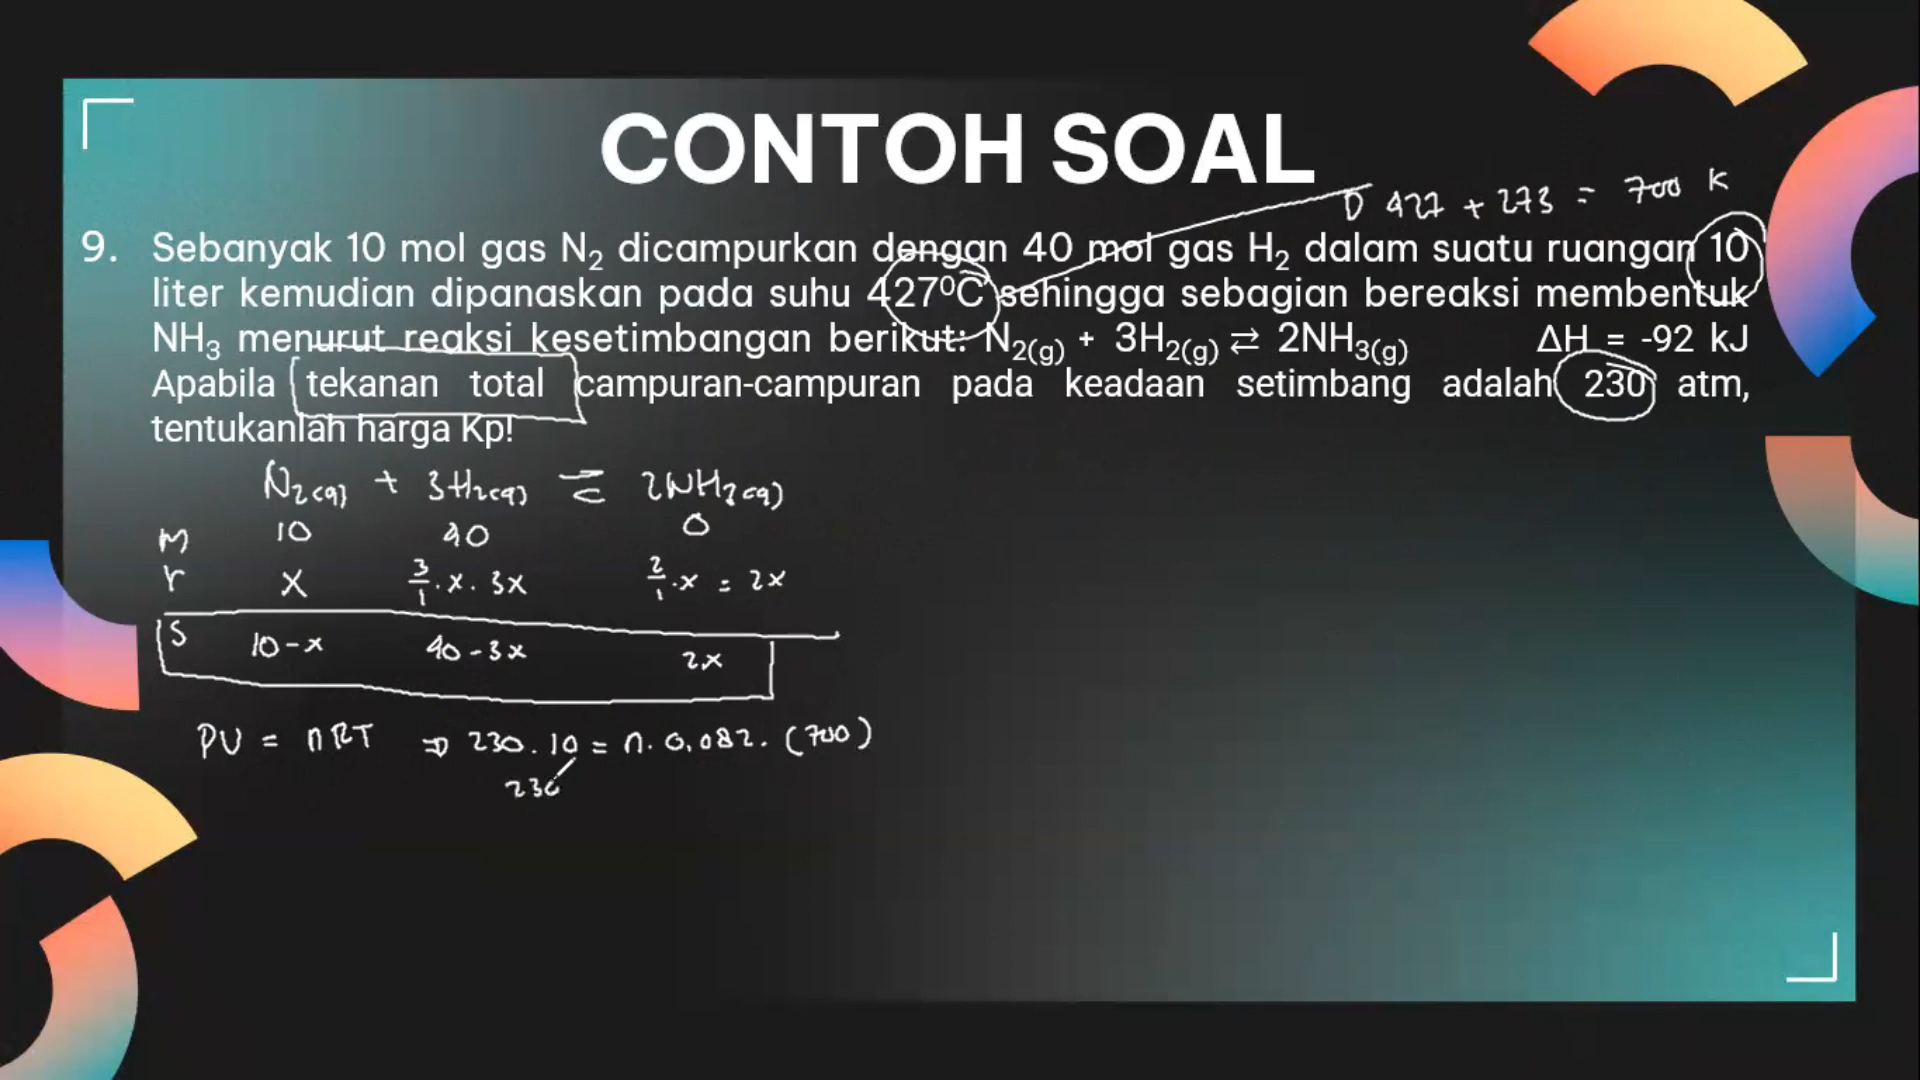 CONTOH SOAL
427 + 273 = 700 K
9. Sebanyak 10 mol gas N₂ dicampurkan dengan 40 mol gas H₂ dalam suatu ruangan 10
liter kemudian dipanaskan pada suhu 427⁰C sehingga sebagian bereaksi membentuk
NH₃ menurut reaksi kesetimbangan berikut: N₂(g) + 3H₂(g) ⇄ 2NH₃(g) ΔH = -92 kJ
Apabila tekanan total campuran-campuran pada keadaan setimbang adalah 230 atm,
tentukanlah harga Kp!
N₂(g) + 3H₂(g) ⇌ 2NH₃(g)
m 10 40 0
r x 3/1 . x . 3x 2/1 . x = 2x
s 10-x 40-3x 2x
PV = nRT ⇒ 230 . 10 = n . 0,082 . (700)
230